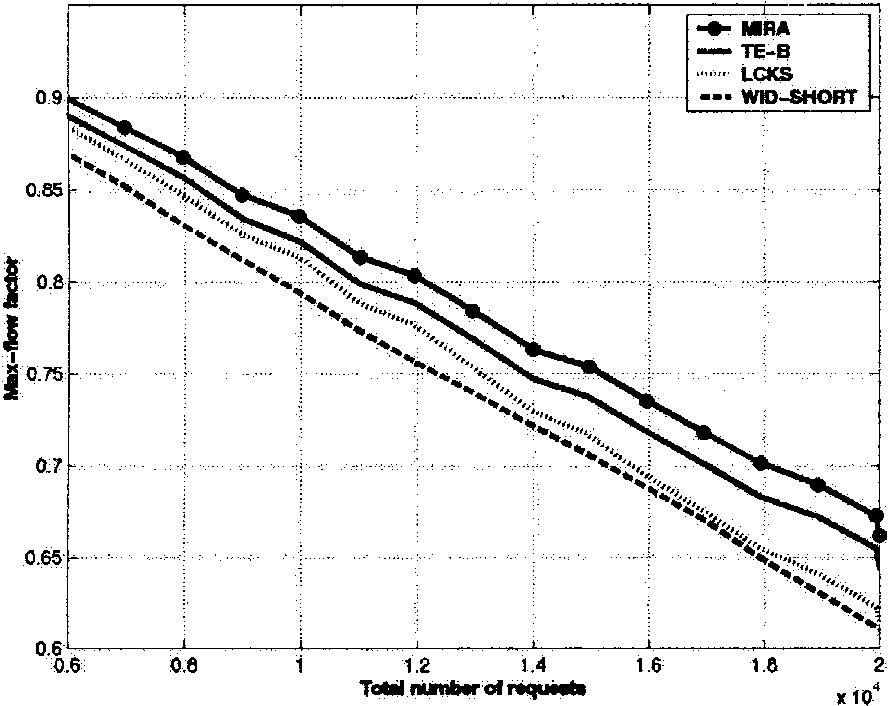 MIRA
TE-B
LCKS
WID-SHORT
0.9
0.85
0.8
0.75
0.7
0.65
0.6
Max-flow factor
0.6
0.8
1
1.2
1.4
1.6
1.8
2
Total number of requests
x 10^4